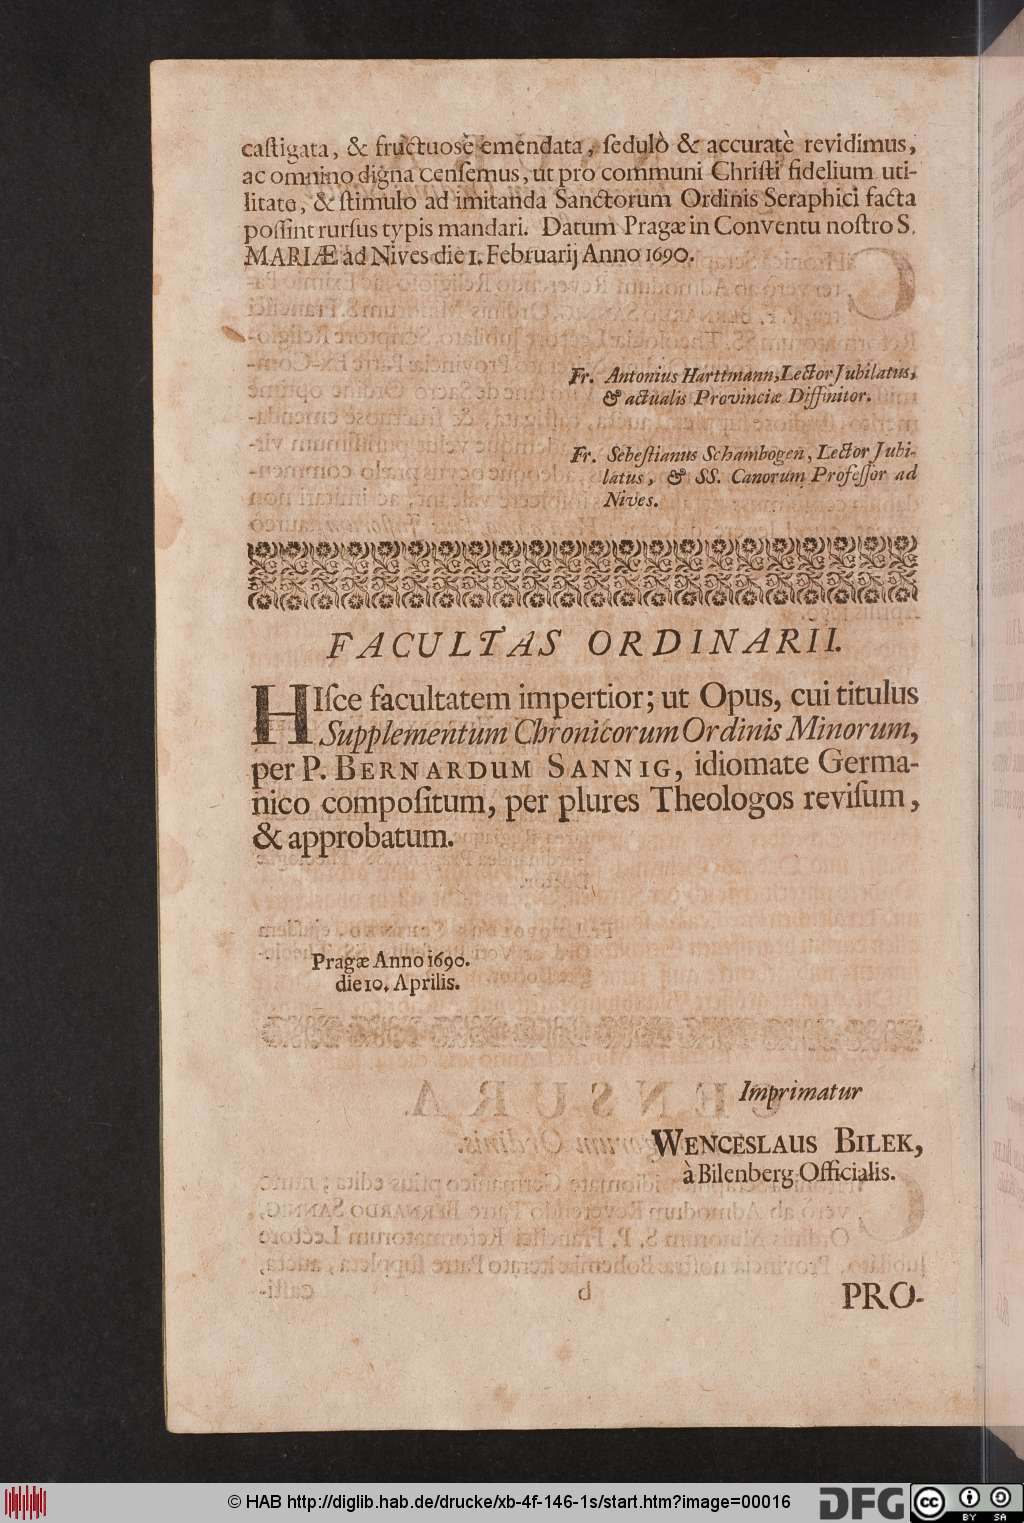 caſtigata, & fructuosè emendata, ſedulò & accuratè revidimus,
ac omnino digna cenſemus, ut pro communi Chriſti fidelium uti-
litate, & ſtimulo ad imitanda Sanctorum Ordinis Seraphici facta
poſſint rurſus typis mandari. Datum Pragæ in Conventu noſtro S.
MARIÆ ad Nives die 1. Februarij Anno 1690.
Fr. Antonius Harttmann, Lector Jubilatus,
& actualis Provinciæ Diffinitor.
Fr. Sebeſtianus Schambogen, Lector Jubi-
latus, & SS. Canorum Profeſſor ad
Nives.
FACULTAS ORDINARII.
HIſce facultatem impertior; ut Opus, cui titulus
Supplementum Chronicorum Ordinis Minorum,
per P. BERNARDUM SANNIG, idiomate Germa-
nico compoſitum, per plures Theologos reviſum,
& approbatum.
Pragæ Anno 1690.
die 10. Aprilis.
Imprimatur
WENCESLAUS BILEK,
à Bilenberg Officialis.
PRO-
© HAB http://diglib.hab.de/drucke/xb-4f-146-1s/start.htm?image=00016
DFG
cc BY SA